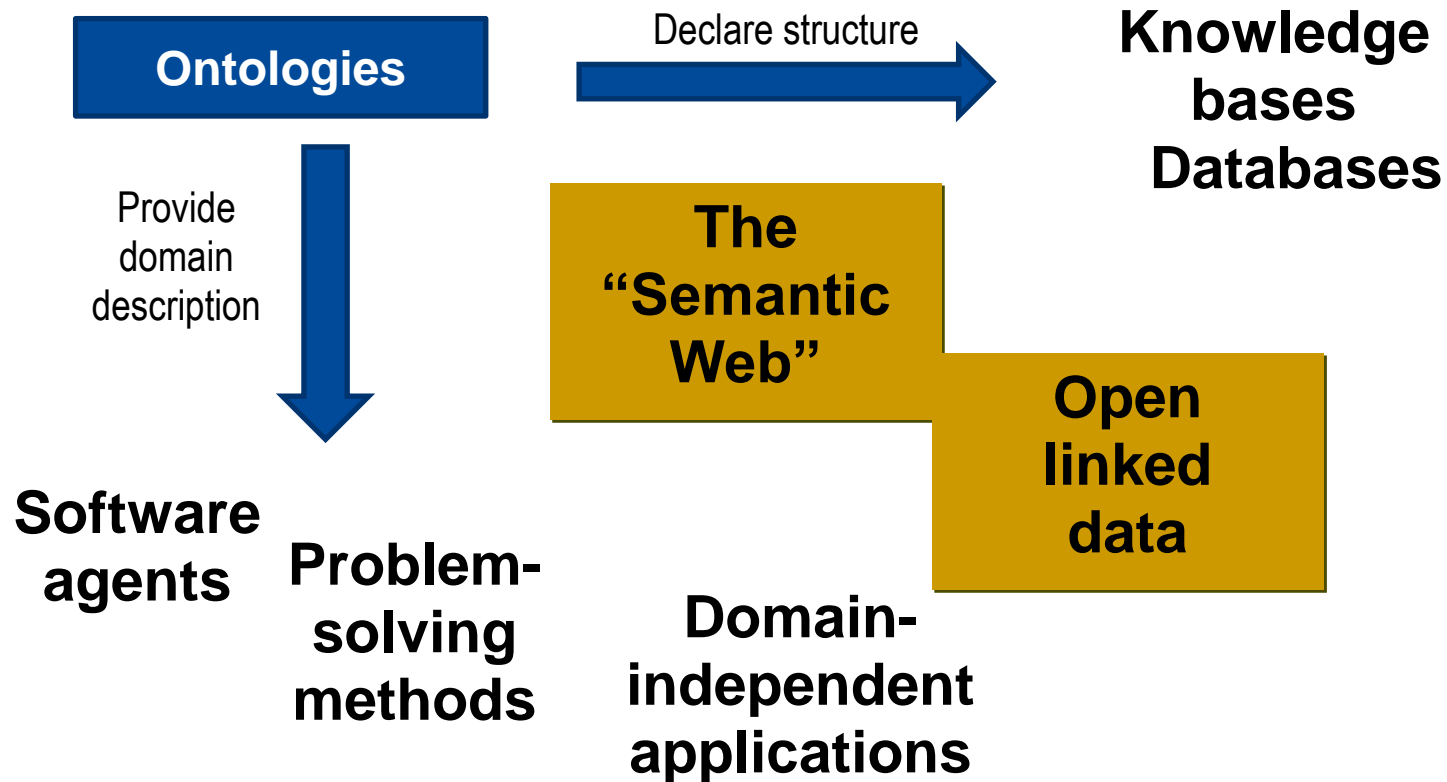 Ontologies
Declare structure
Knowledge
bases
Databases
Provide
domain
description
The
“Semantic
Web”
Open
linked
data
Software
agents
Problem-
solving
methods
Domain-
independent
applications